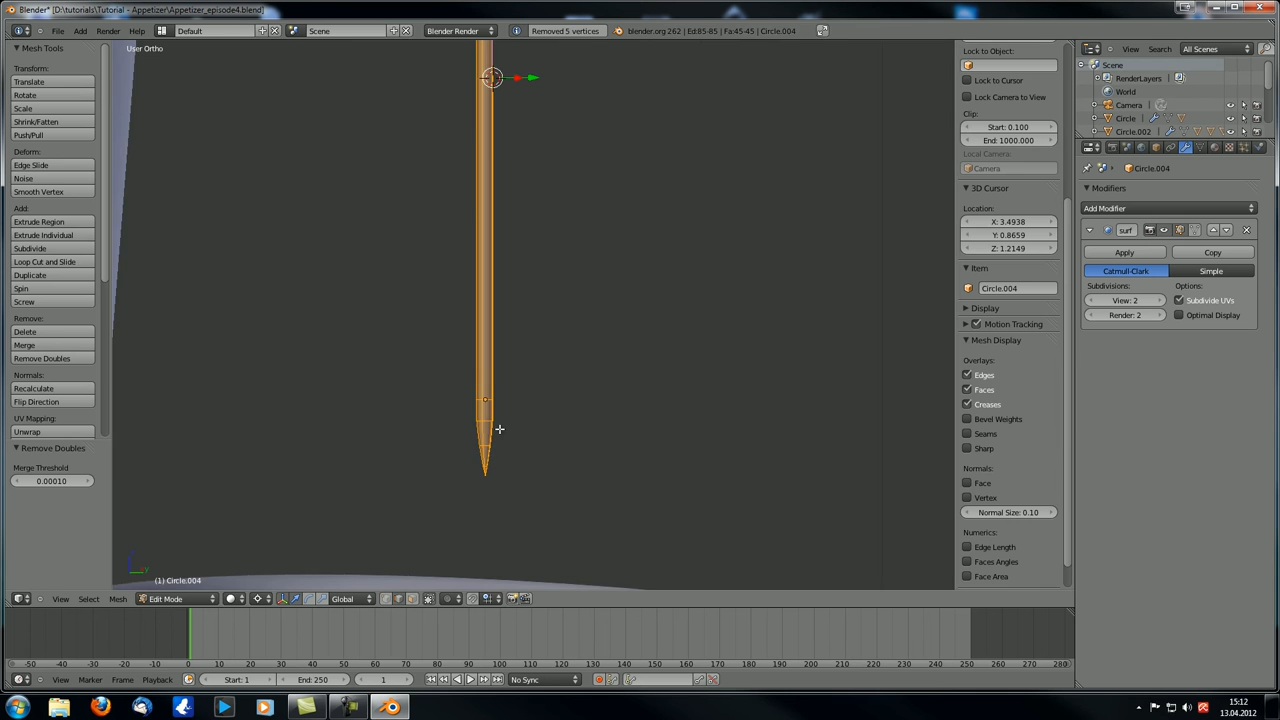 Blender* [D:\tutorials\Tutorial - Appetizer\Appetizer_episode4.blend]
File Add Render Help Default Scene Blender Render Removed 5 vertices blender.org 262 | Ed:85-85 | Fa:45-45 | Circle.004
Mesh Tools
Transform:
Translate
Rotate
Scale
Shrink/Fatten
Push/Pull
Deform:
Edge Slide
Noise
Smooth Vertex
Add:
Extrude Region
Extrude Individual
Subdivide
Loop Cut and Slide
Duplicate
Spin
Screw
Remove:
Delete
Merge
Remove Doubles
Normals:
Recalculate
Flip Direction
UV Mapping:
Unwrap
Remove Doubles
Merge Threshold
0.00010
User Ortho
(1) Circle.004
Lock to Object:
Lock to Cursor
Lock Camera to View
Clip:
Start: 0.100
End: 1000.000
Local Camera:
Camera
3D Cursor
Location:
X: 3.4938
Y: 0.8659
Z: 1.2149
Item
Circle.004
Display
Motion Tracking
Mesh Display
Overlays:
Edges
Faces
Creases
Bevel Weights
Seams
Sharp
Normals:
Face
Vertex
Normal Size: 0.10
Numerics:
Edge Length
Faces Angles
Face Area
View Search All Scenes
Scene
RenderLayers |
World
Camera |
Circle |
Circle.002
Circle.004
Modifiers
Add Modifier
surf
Apply Copy
Catmull-Clark Simple
Subdivisions: Options:
View: 2 Subdivide UVs
Render: 2 Optimal Display
View Select Mesh Edit Mode Global
-50 -40 -30 -20 -10 0 10 20 30 40 50 60 70 80 90 100 110 120 130 140 150 160 170 180 190 200 210 220 230 240 250 260 270 280
View Marker Frame Playback Start: 1 End: 250 1 No Sync
15:12
13.04.2012